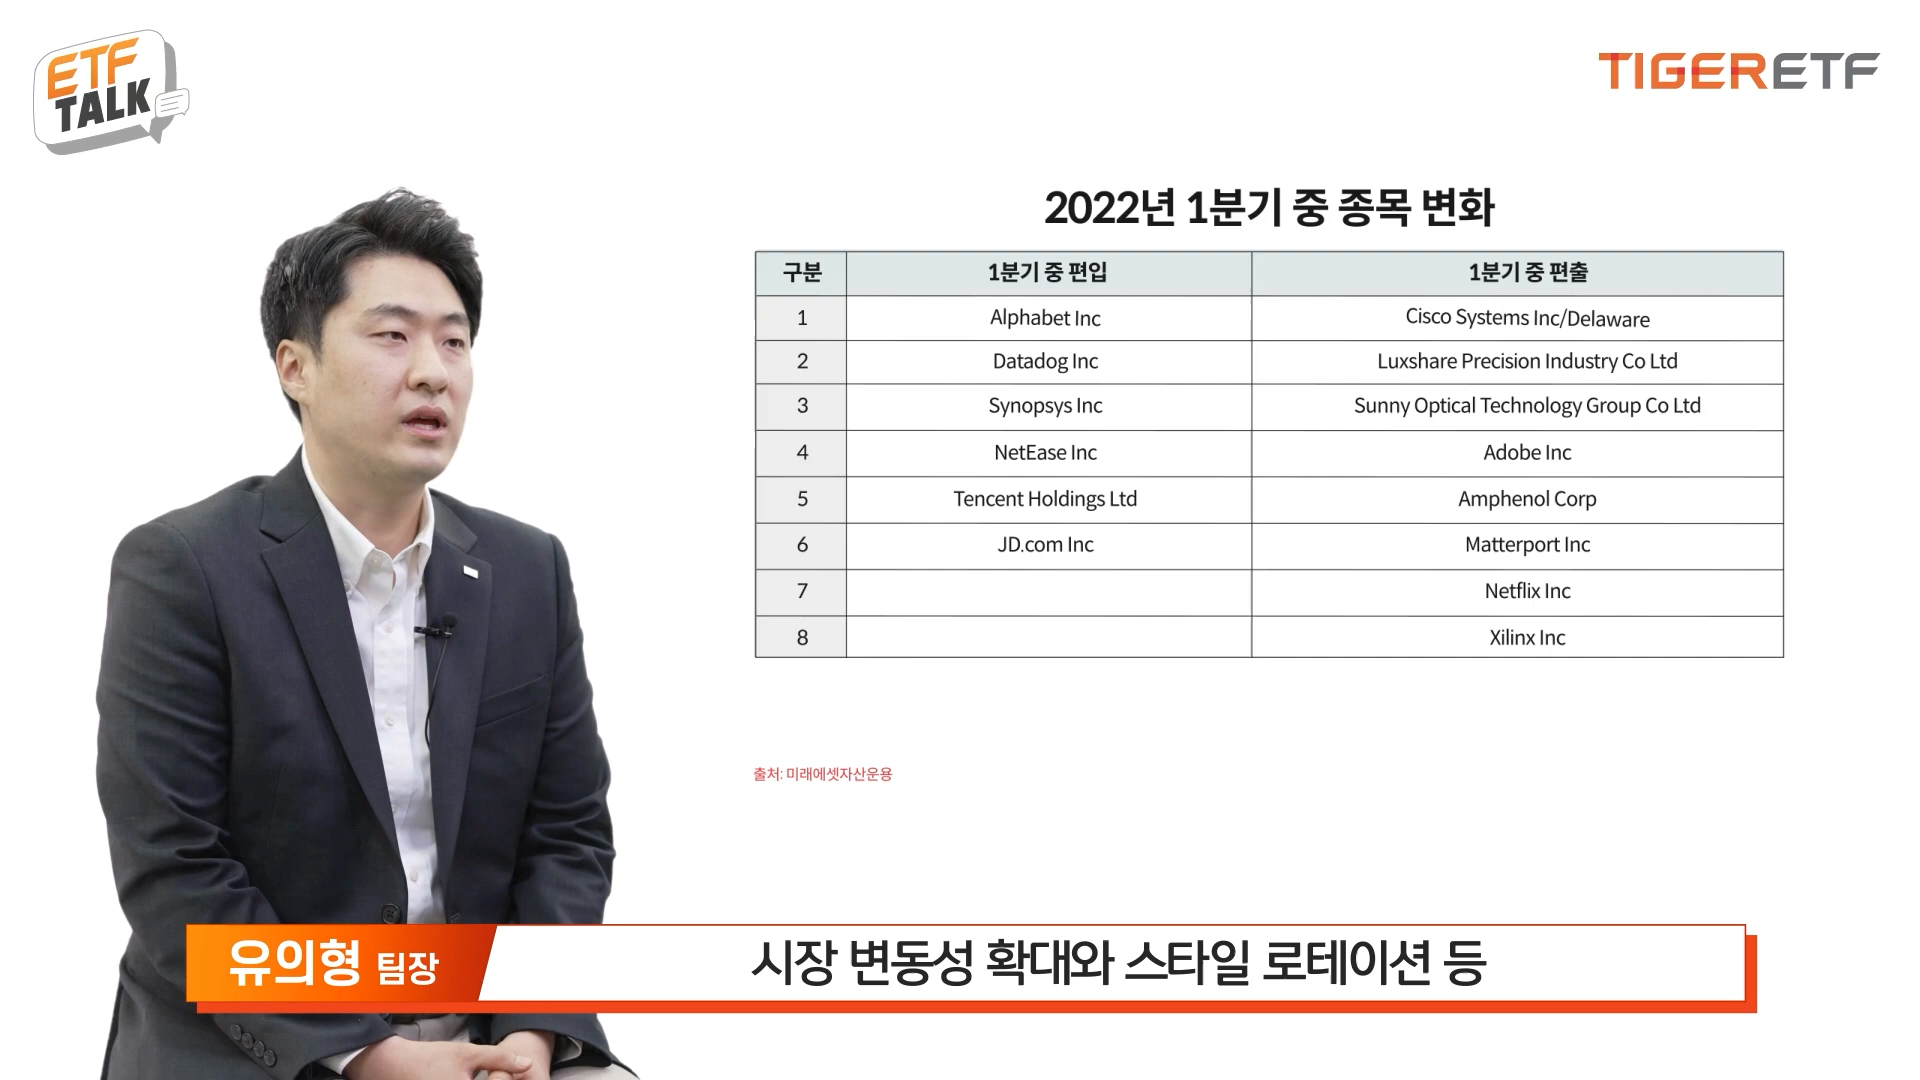 ETF
TALK
TIGERETF
2022년 1분기 중 종목 변화
구분 1분기 중 편입 1분기 중 편출
1 Alphabet Inc Cisco Systems Inc/Delaware
2 Datadog Inc Luxshare Precision Industry Co Ltd
3 Synopsys Inc Sunny Optical Technology Group Co Ltd
4 NetEase Inc Adobe Inc
5 Tencent Holdings Ltd Amphenol Corp
6 JD.com Inc Matterport Inc
7 Netflix Inc
8 Xilinx Inc
출처: 미래에셋자산운용
유의형 팀장 시장 변동성 확대와 스타일 로테이션 등